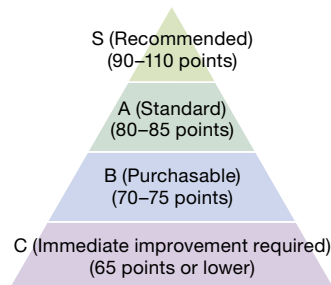 S (Recommended)
(90–110 points)
A (Standard)
(80–85 points)
B (Purchasable)
(70–75 points)
C (Immediate improvement required)
(65 points or lower)